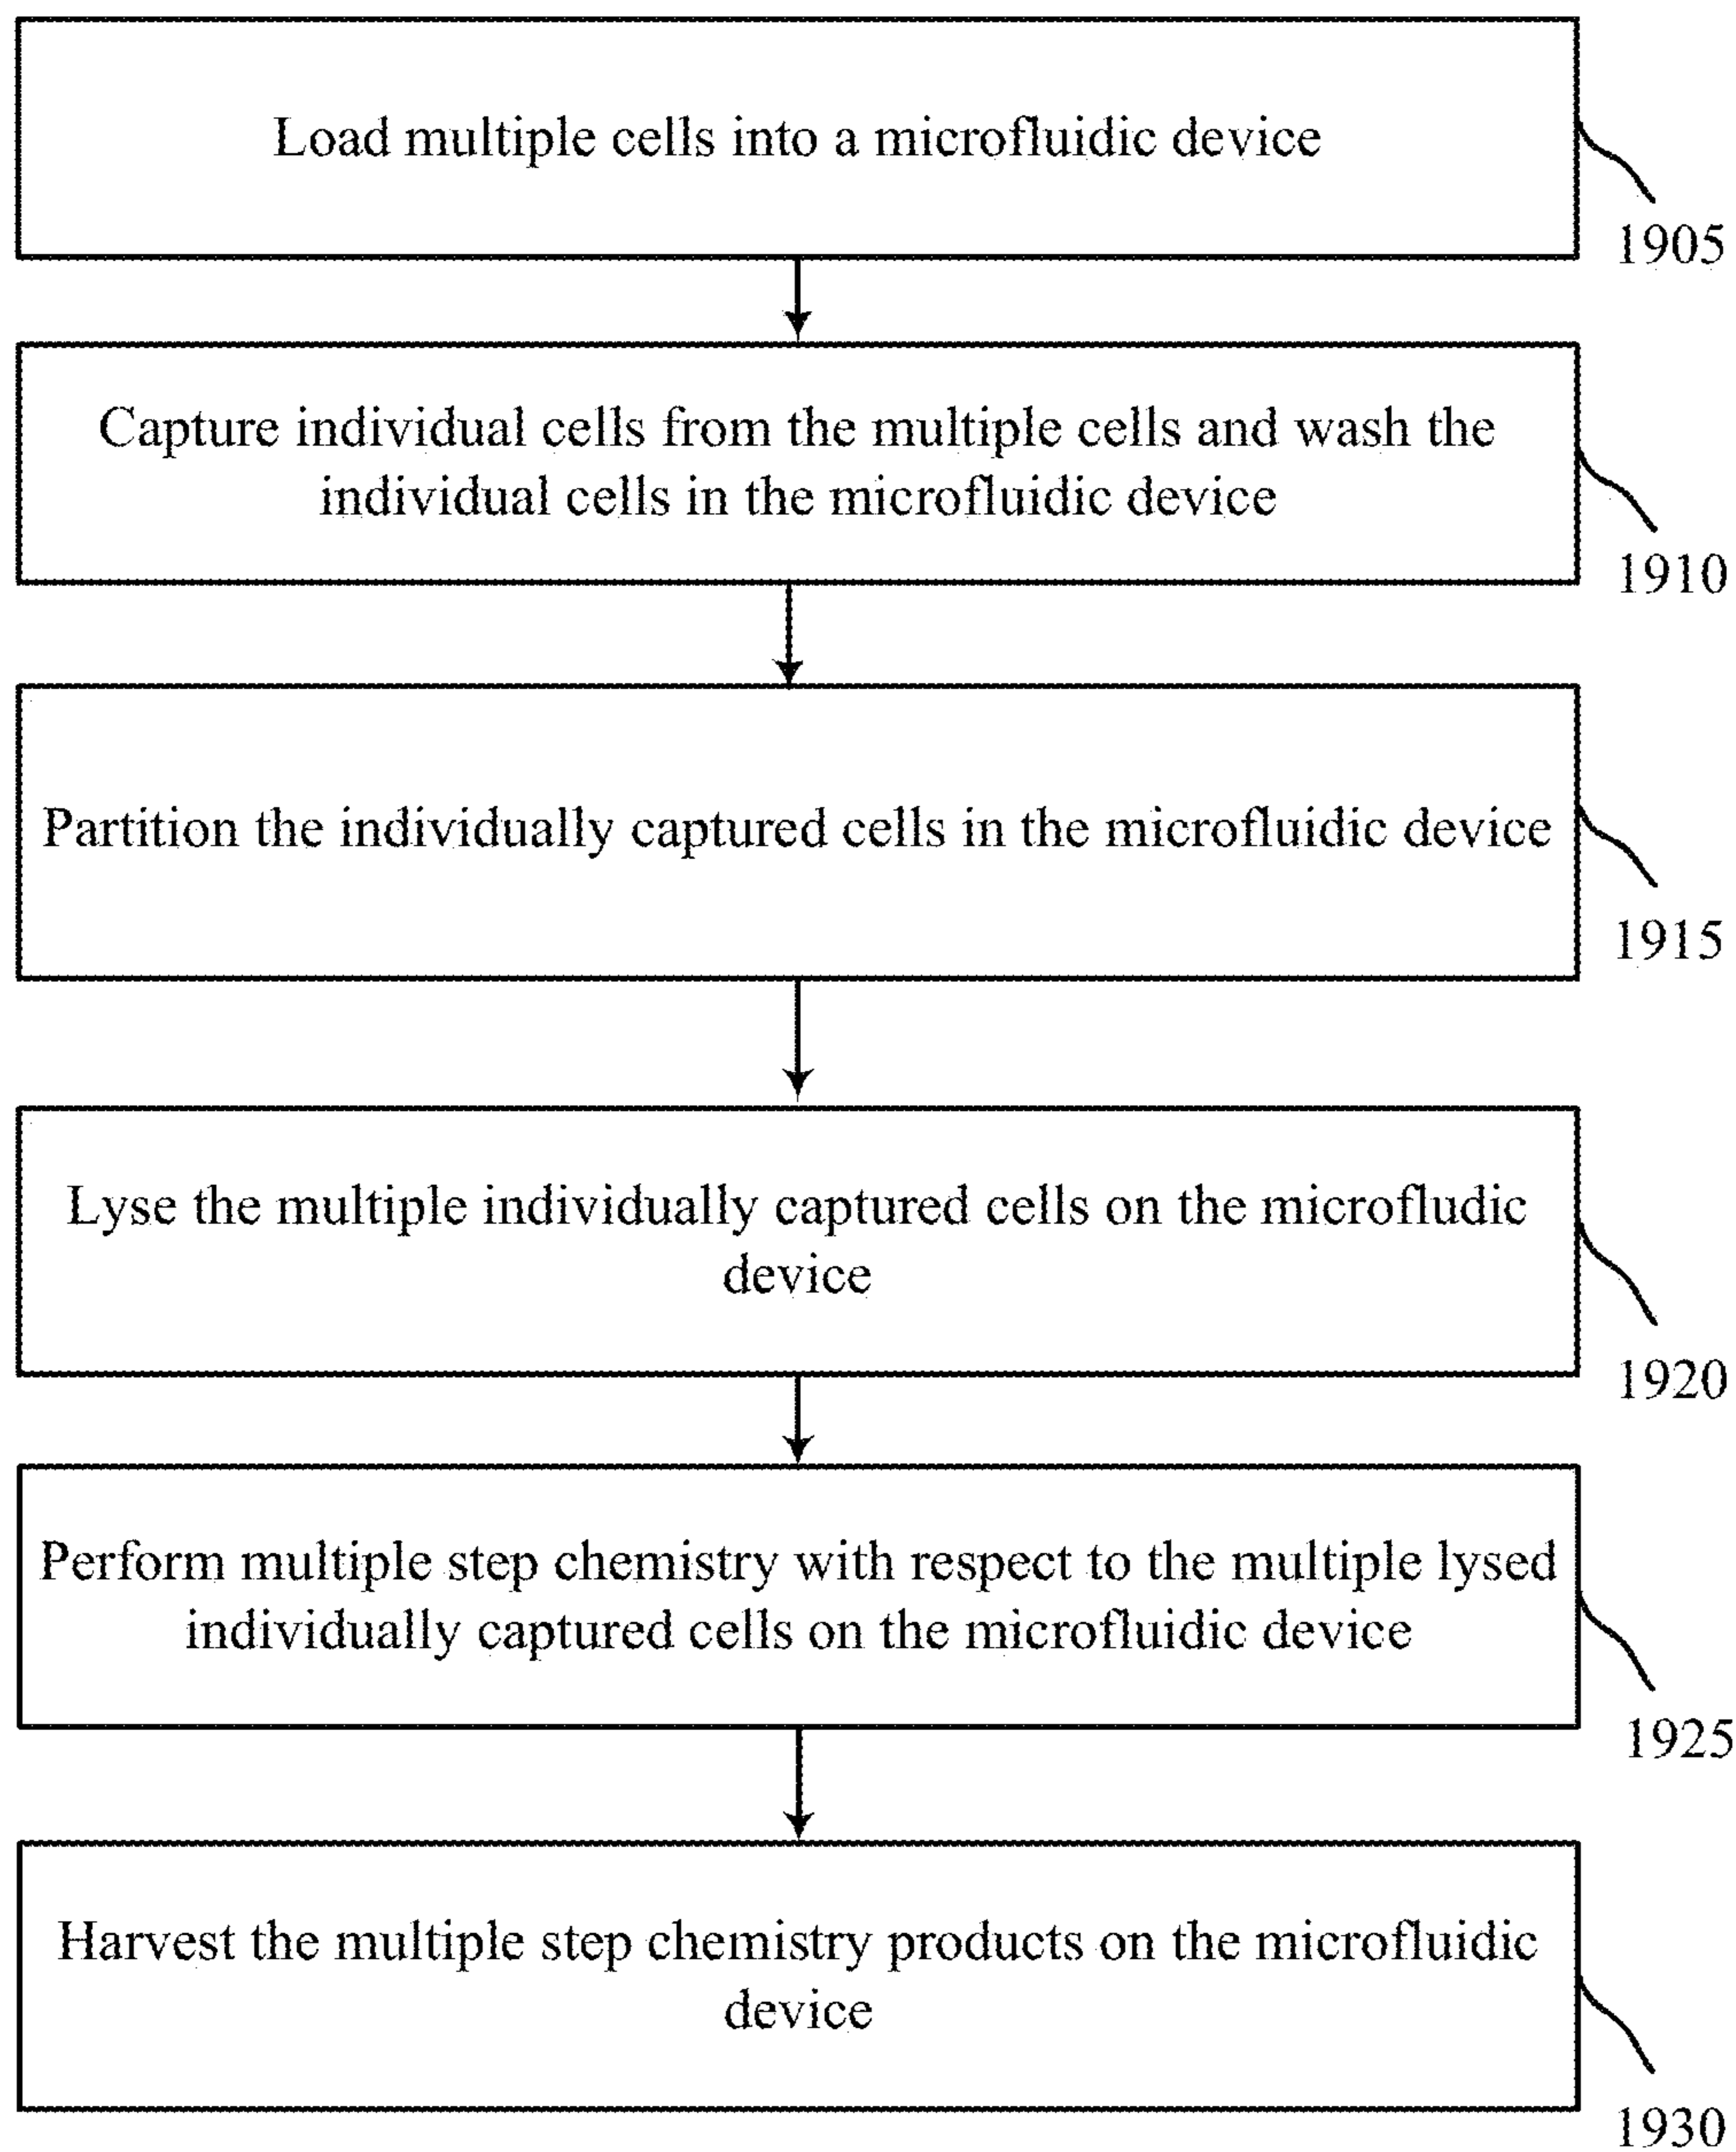 Load multiple cells into a microfluidic device
1905
Capture individual cells from the multiple cells and wash the
individual cells in the microfluidic device
1910
Partition the individually captured cells in the microfluidic device
1915
Lyse the multiple individually captured cells on the microfludic
device
1920
Perform multiple step chemistry with respect to the multiple lysed
individually captured cells on the microfluidic device
1925
Harvest the multiple step chemistry products on the microfluidic
device
1930